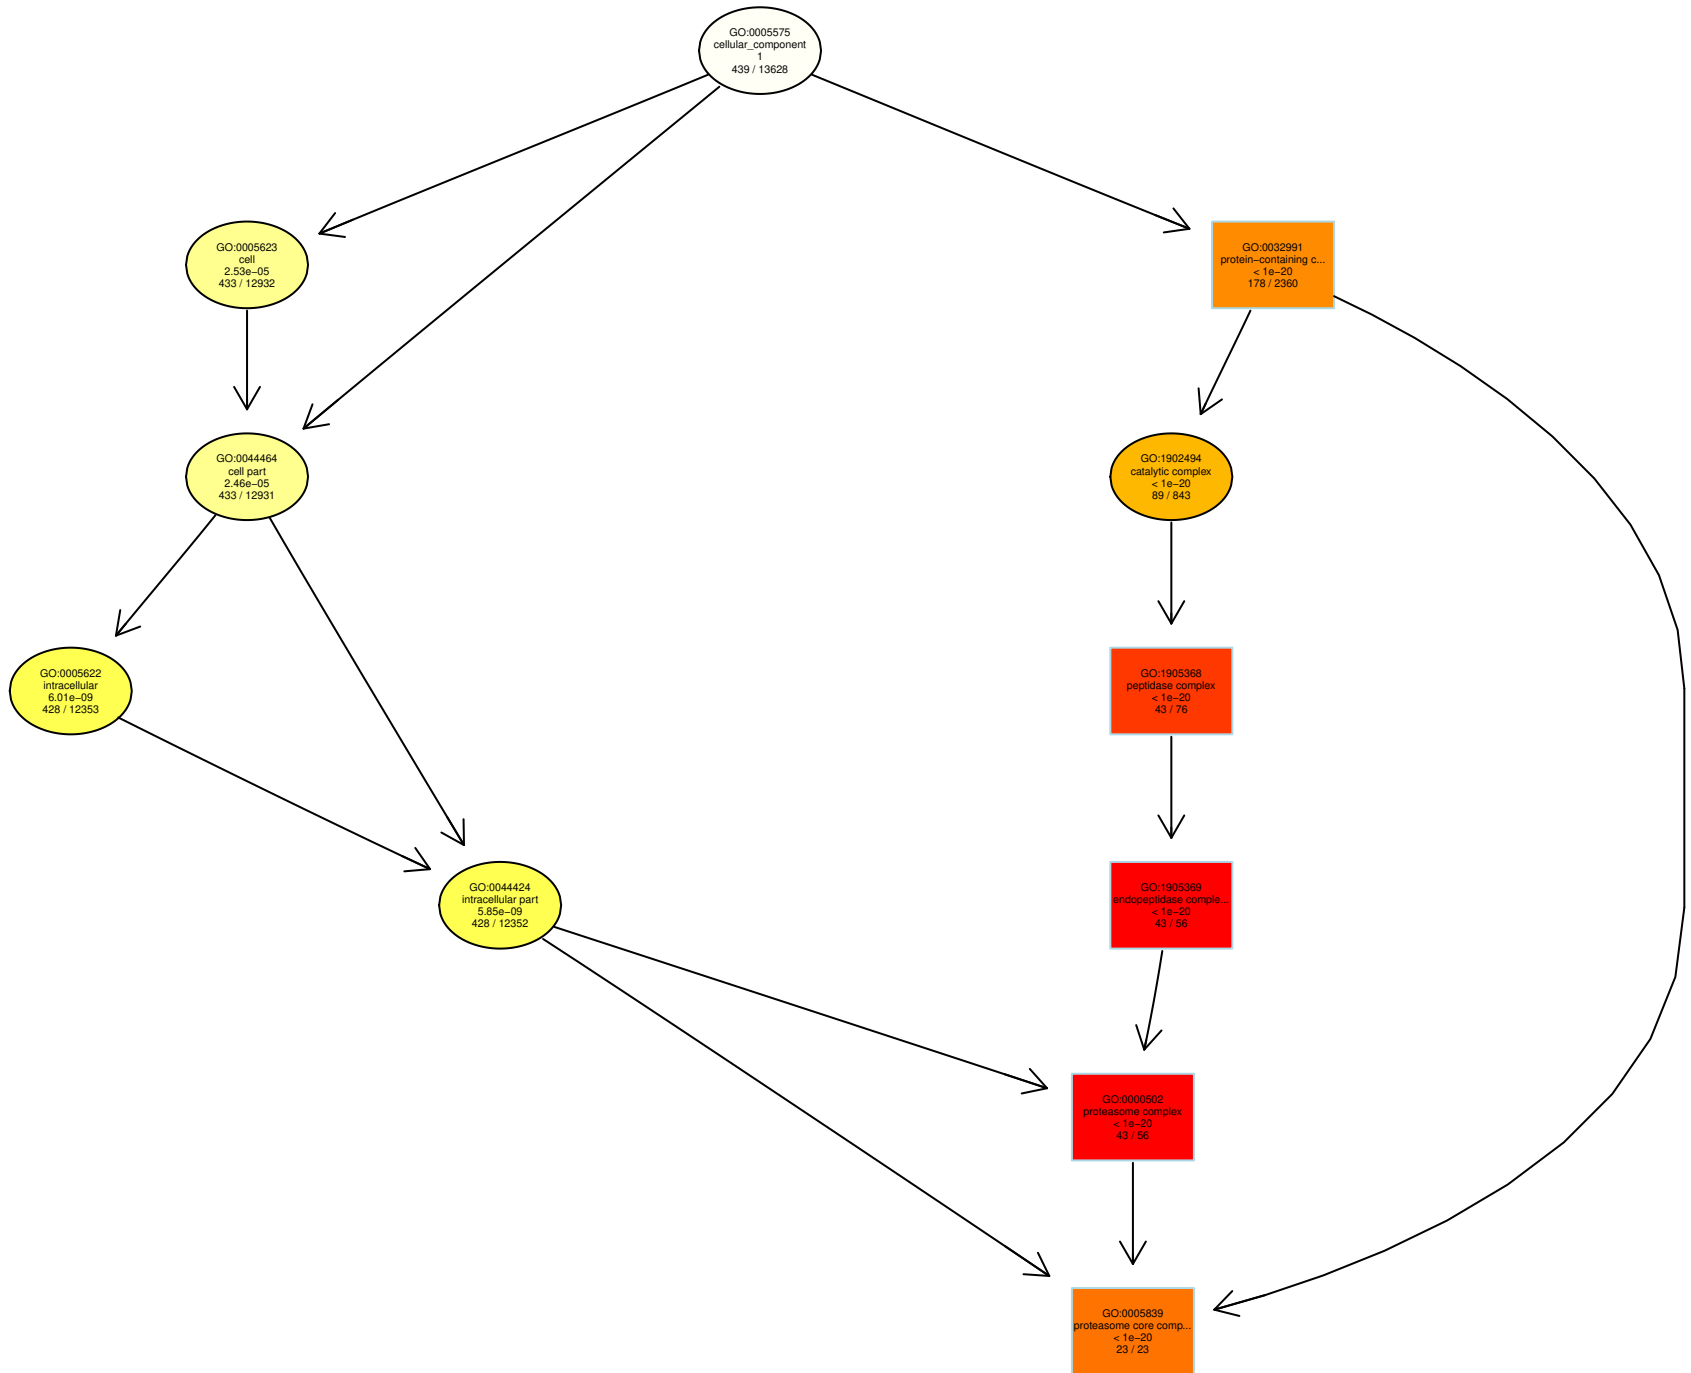 GO:0005575
cellular_component
1
439 / 13628
GO:0005623
cell
2.53e−05
433 / 12932
GO:0032991
protein−containing c...
< 1e−20
178 / 2360
GO:0044464
cell part
2.46e−05
433 / 12931
GO:1902494
catalytic complex
< 1e−20
89 / 843
GO:0005622
intracellular
6.01e−09
428 / 12353
GO:1905368
peptidase complex
< 1e−20
43 / 76
GO:0044424
intracellular part
5.85e−09
428 / 12352
GO:1905369
endopeptidase comple...
< 1e−20
43 / 56
GO:0000502
proteasome complex
< 1e−20
43 / 56
GO:0005839
proteasome core comp...
< 1e−20
23 / 23